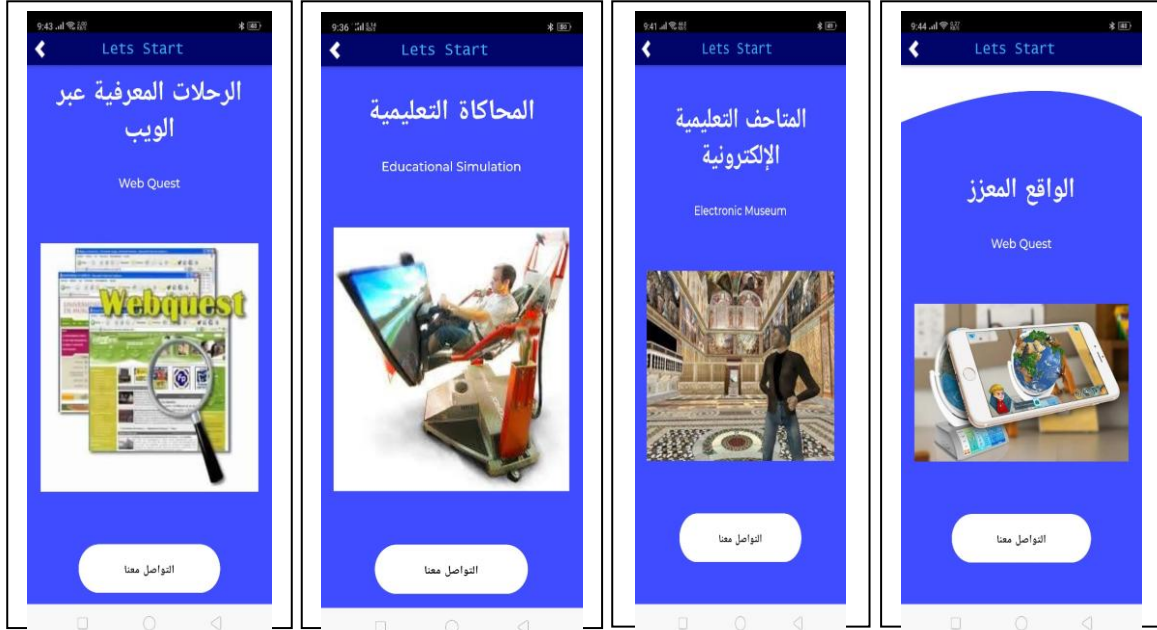 9:43
Lets Start
الرحلات المعرفية عبر
الويب
Web Quest
Webquest
التواصل معنا
9:36
Lets Start
المحاكاة التعليمية
Educational Simulation
التواصل معنا
9:41
Lets Start
المتاحف التعليمية
الإلكترونية
Electronic Museum
التواصل معنا
9:44
Lets Start
الواقع المعزز
Web Quest
التواصل معنا